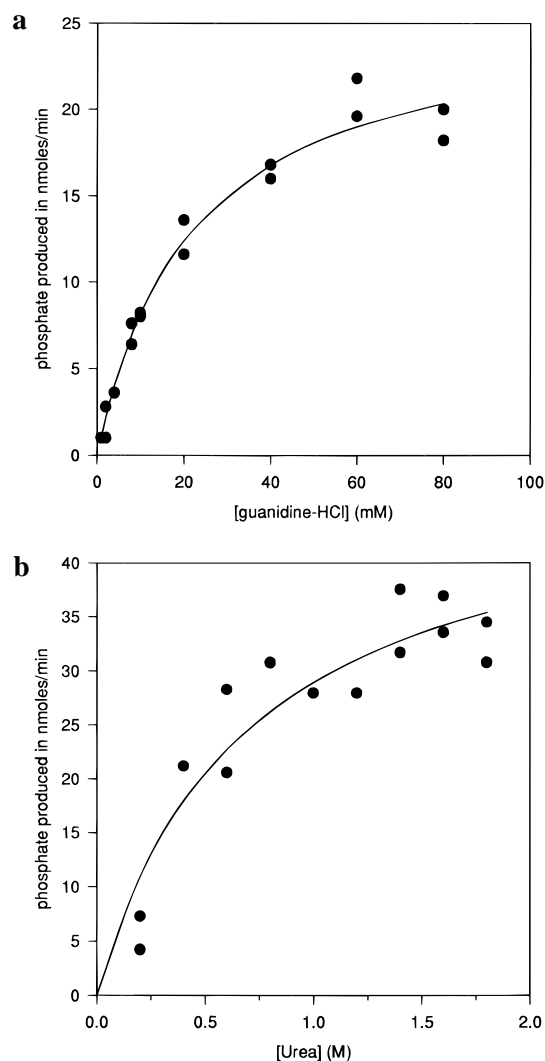 a
25
20
15
10
5
0
phosphate produced in nmoles/min
0 20 40 60 80 100
[guanidine-HCl] (mM)
b
40
35
30
25
20
15
10
5
0
phosphate produced in nmoles/min
0.0 0.5 1.0 1.5 2.0
[Urea] (M)